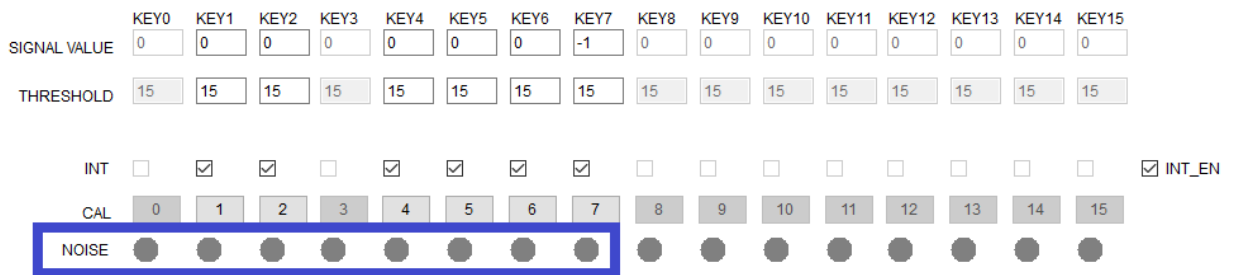 KEY0 KEY1 KEY2 KEY3 KEY4 KEY5 KEY6 KEY7 KEY8 KEY9 KEY10 KEY11 KEY12 KEY13 KEY14 KEY15
SIGNAL VALUE 0 0 0 0 0 0 0 -1 0 0 0 0 0 0 0 0
THRESHOLD 15 15 15 15 15 15 15 15 15 15 15 15 15 15 15 15
INT INT_EN
CAL 0 1 2 3 4 5 6 7 8 9 10 11 12 13 14 15
NOISE